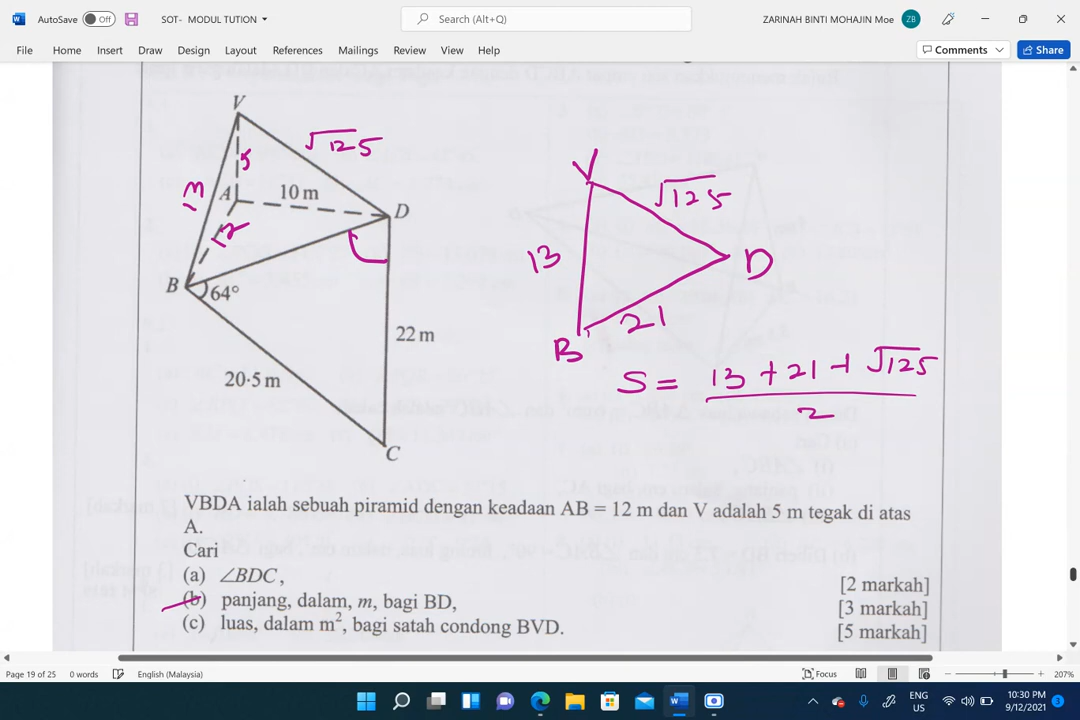 AutoSave Off SOT- MODUL TUTION Search (Alt+Q) ZARINAH BINTI MOHAJIN Moe ZB
File Home Insert Draw Design Layout References Mailings Review View Help Comments Share
V
√125
5
A
10 m
D
13
12
B
64°
22 m
20·5 m
C
V
√125
13
D
21
B
S = 13 + 21 + √125
2
VBDA ialah sebuah piramid dengan keadaan AB = 12 m dan V adalah 5 m tegak di atas
A.
Cari
(a) ∠BDC, [2 markah]
(b) panjang, dalam, m, bagi BD, [3 markah]
(c) luas, dalam m², bagi satah condong BVD. [5 markah]
Page 19 of 25 0 words English (Malaysia) Focus 207%
ENG US 10:30 PM 9/12/2021 3